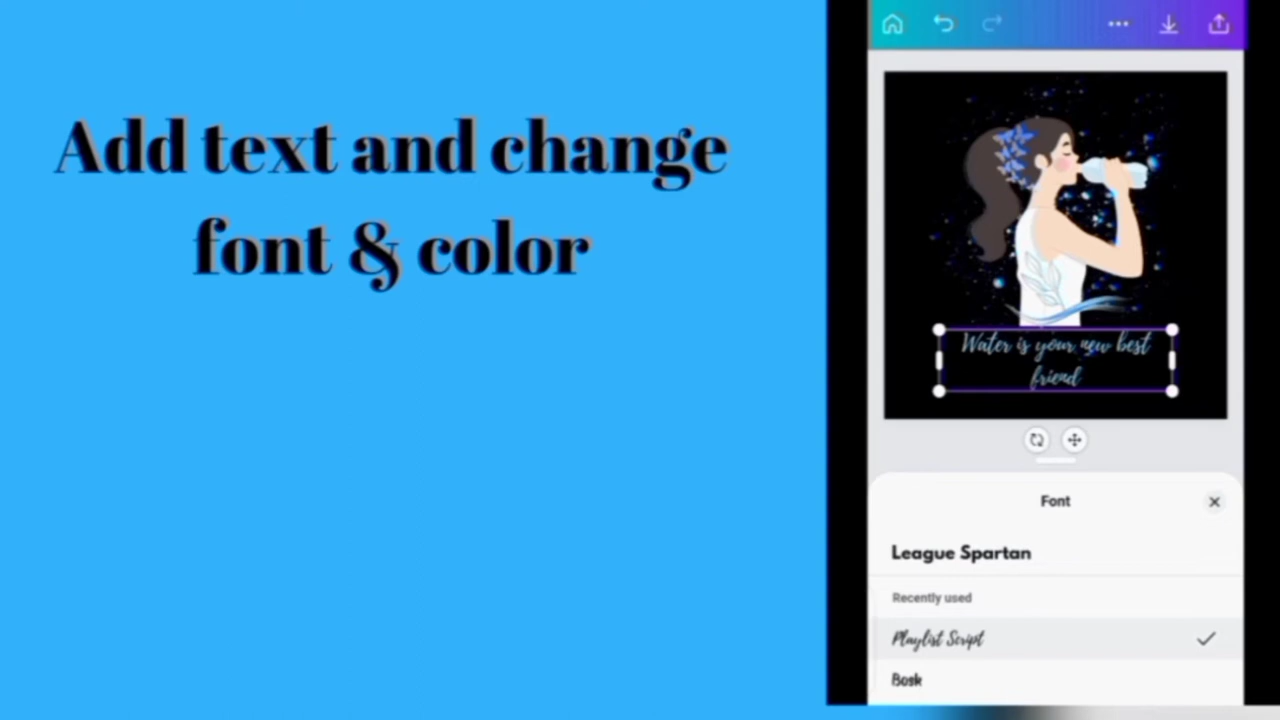 Add text and change
font & color
Water is your new best
friend
Font
League Spartan
Recently used
Playlist Script
Bosk